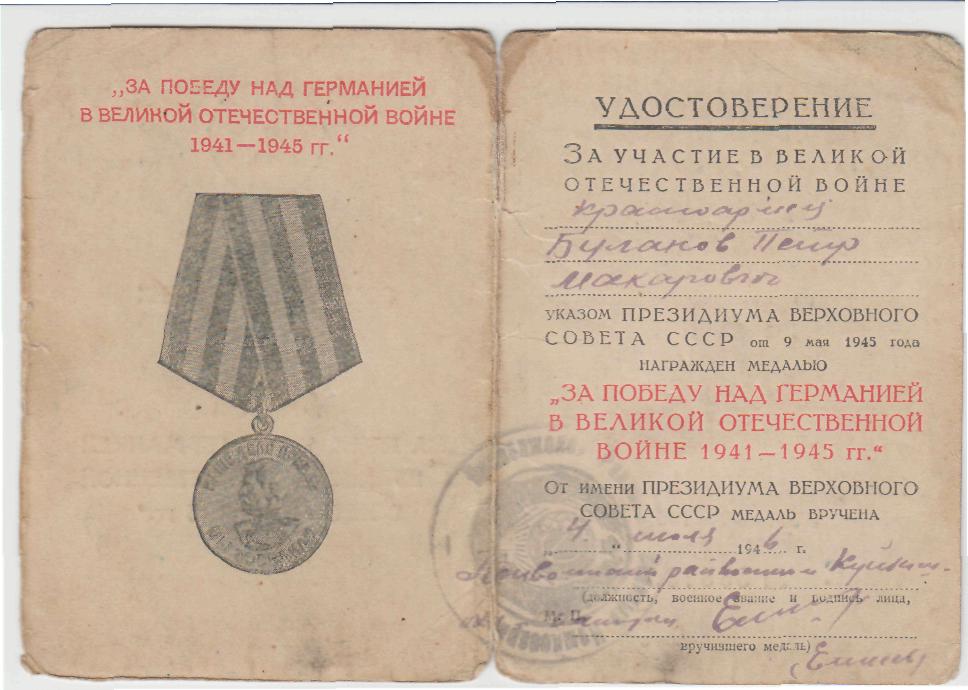 „ЗА ПОБЕДУ НАД ГЕРМАНИЕЙ
В ВЕЛИКОЙ ОТЕЧЕСТВЕННОЙ ВОЙНЕ
1941—1945 гг.“
УДОСТОВЕРЕНИЕ
ЗА УЧАСТИЕ В ВЕЛИКОЙ
ОТЕЧЕСТВЕННОЙ ВОЙНЕ
красноармеец
Буланов Петр
Макарович
УКАЗОМ ПРЕЗИДИУМА ВЕРХОВНОГО
СОВЕТА СССР от 9 мая 1945 года
НАГРАЖДЕН МЕДАЛЬЮ
„ЗА ПОБЕДУ НАД ГЕРМАНИЕЙ
В ВЕЛИКОЙ ОТЕЧЕСТВЕННОЙ
ВОЙНЕ 1941—1945 гг.“
ОТ ИМЕНИ ПРЕЗИДИУМА ВЕРХОВНОГО
СОВЕТА СССР МЕДАЛЬ ВРУЧЕНА
„4“ июля 1946 г.
(должность, военное звание и подпись лица,
М. П.
вручившего медаль)